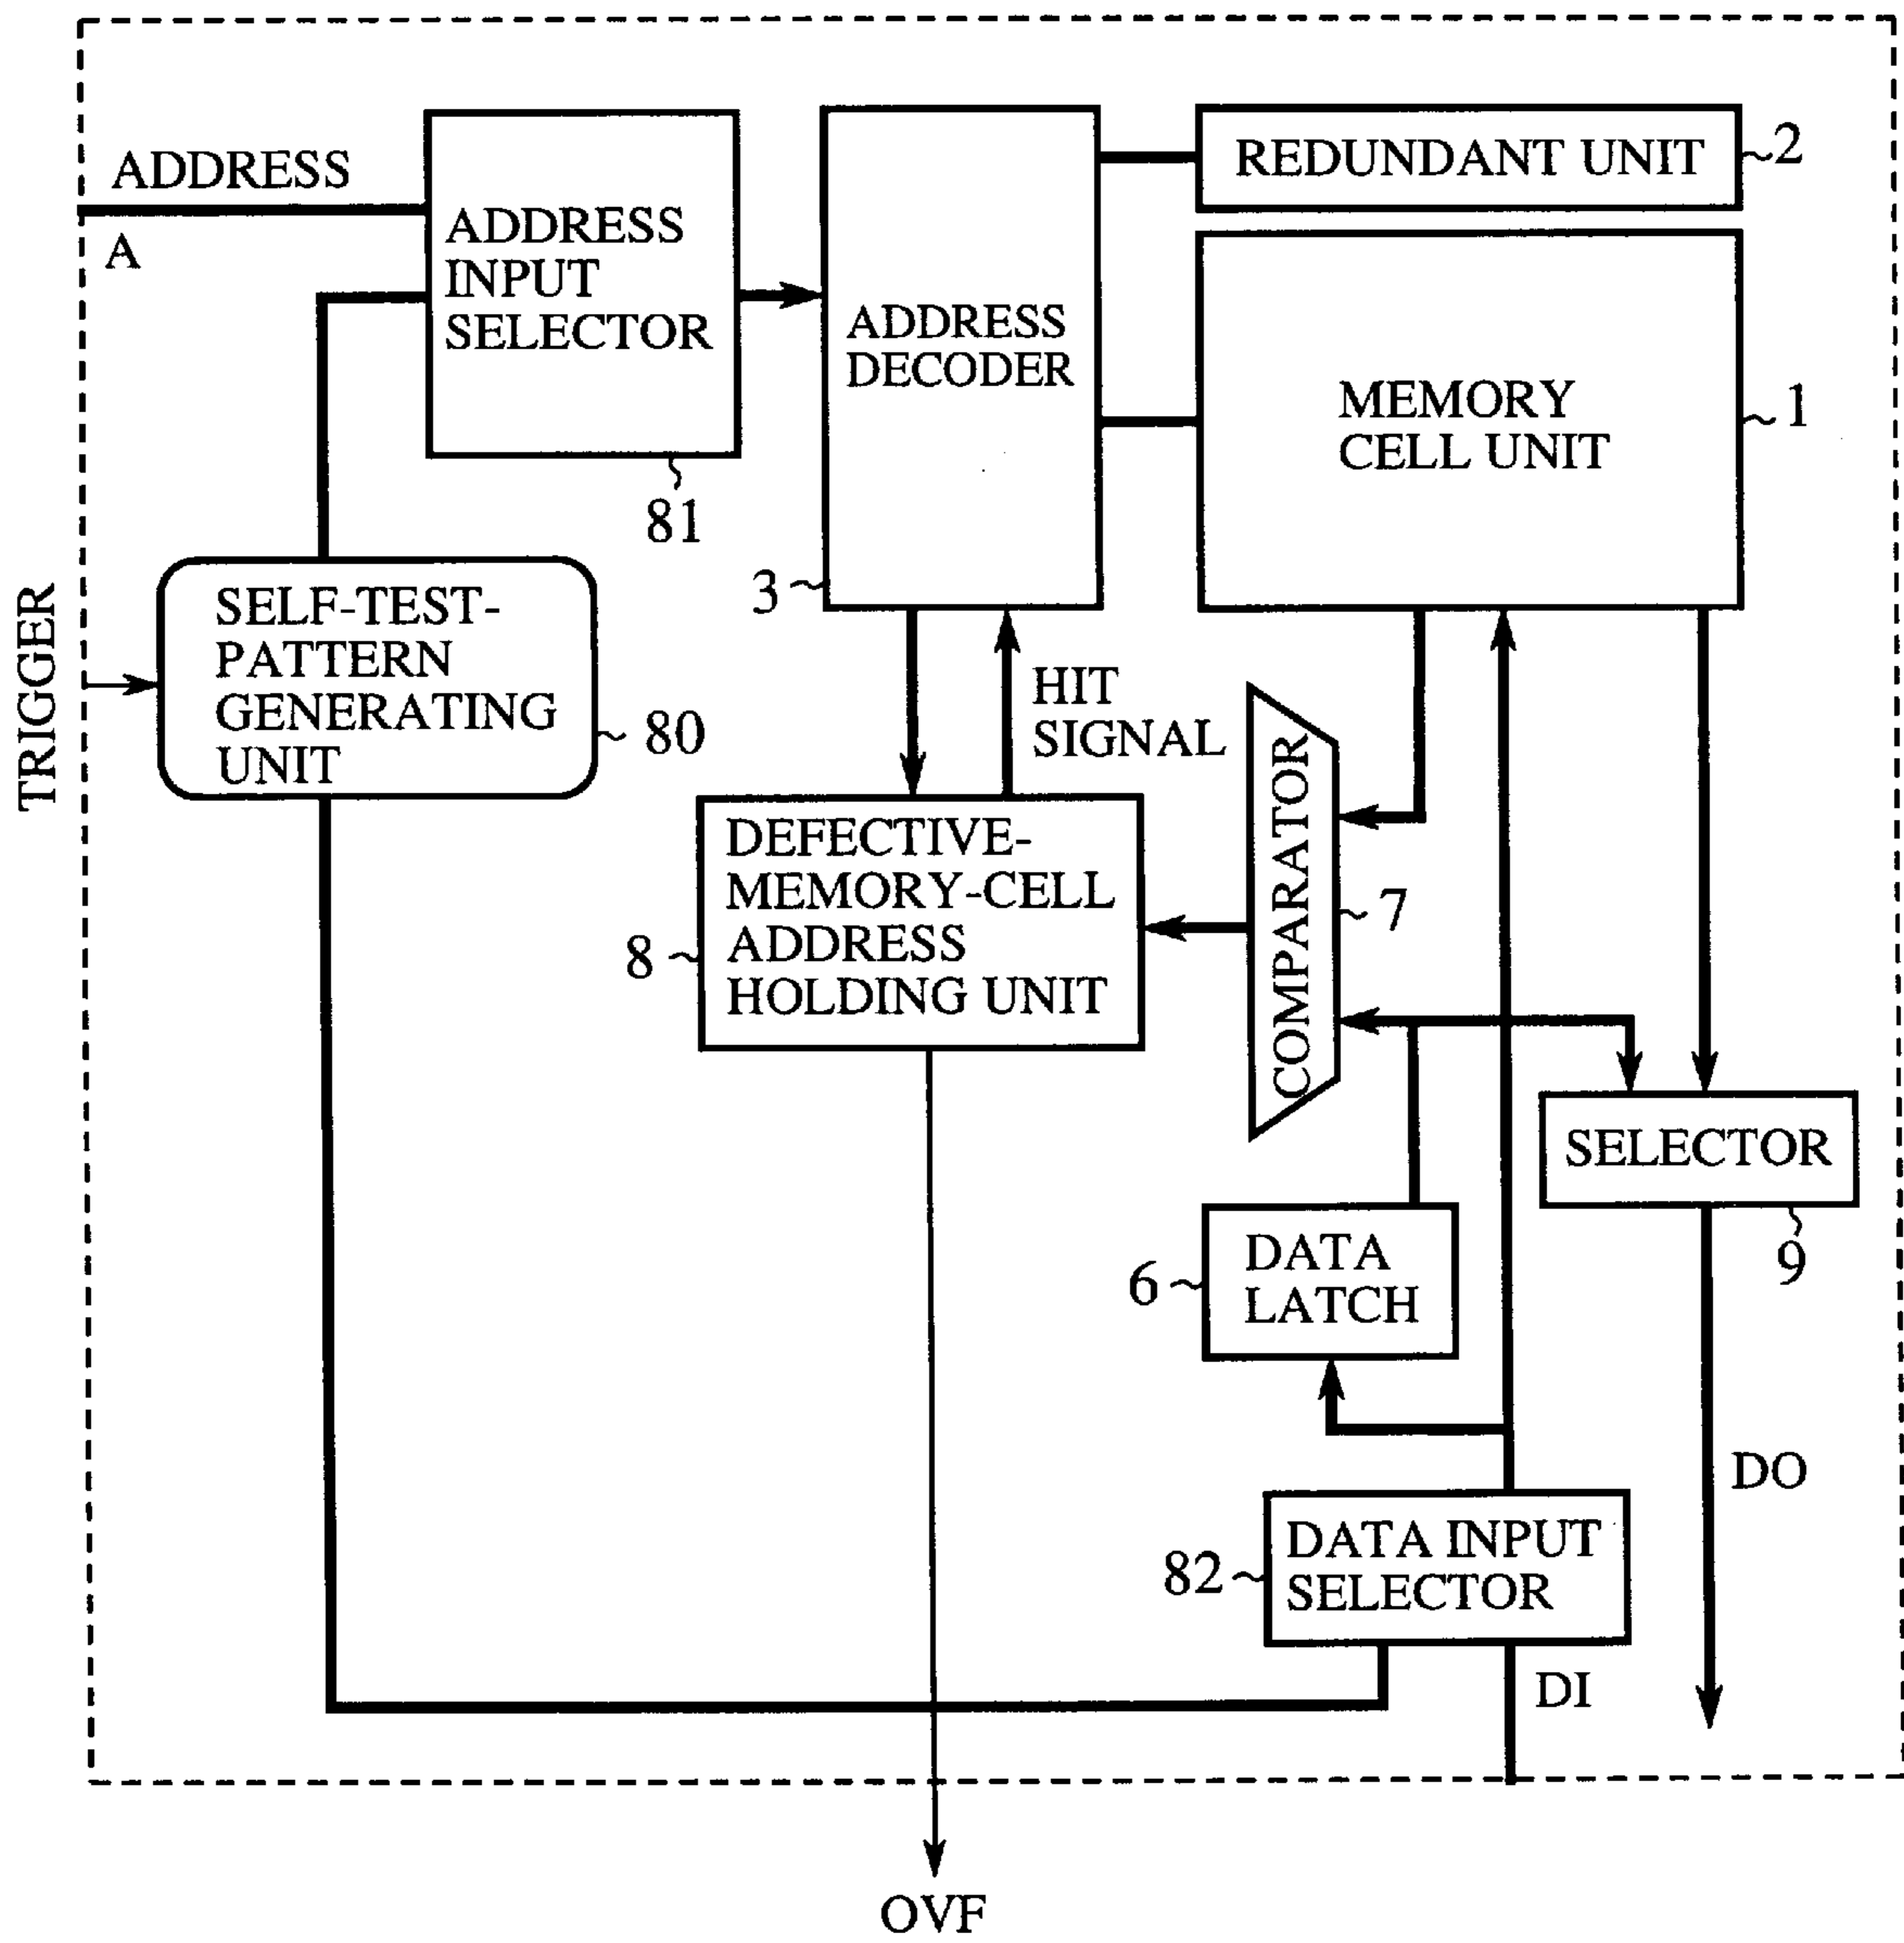 ADDRESS
A
ADDRESS
INPUT
SELECTOR
81
ADDRESS
DECODER
3
REDUNDANT UNIT
2
MEMORY
CELL UNIT
1
TRIGGER
SELF-TEST-
PATTERN
GENERATING
UNIT
80
HIT
SIGNAL
DEFECTIVE-
MEMORY-CELL
ADDRESS
HOLDING UNIT
8
COMPARATOR
7
SELECTOR
9
DATA
LATCH
6
DO
DATA INPUT
SELECTOR
82
DI
OVF